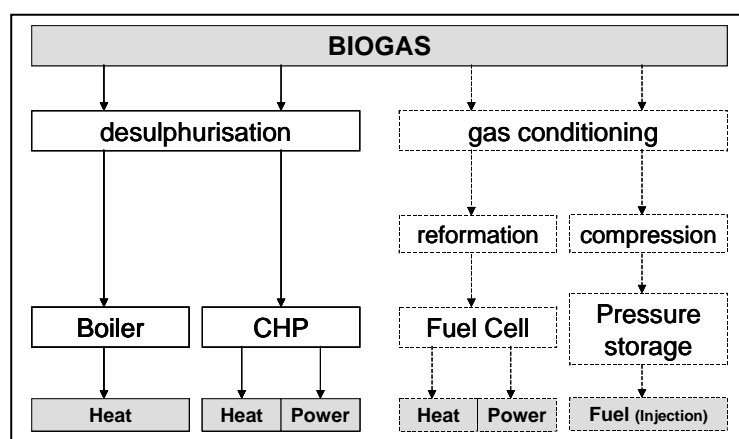 BIOGAS
desulphurisation
gas conditioning
reformation
compression
Boiler
CHP
Fuel Cell
Pressure
storage
Heat
Heat
Power
Heat
Power
Fuel (Injection)